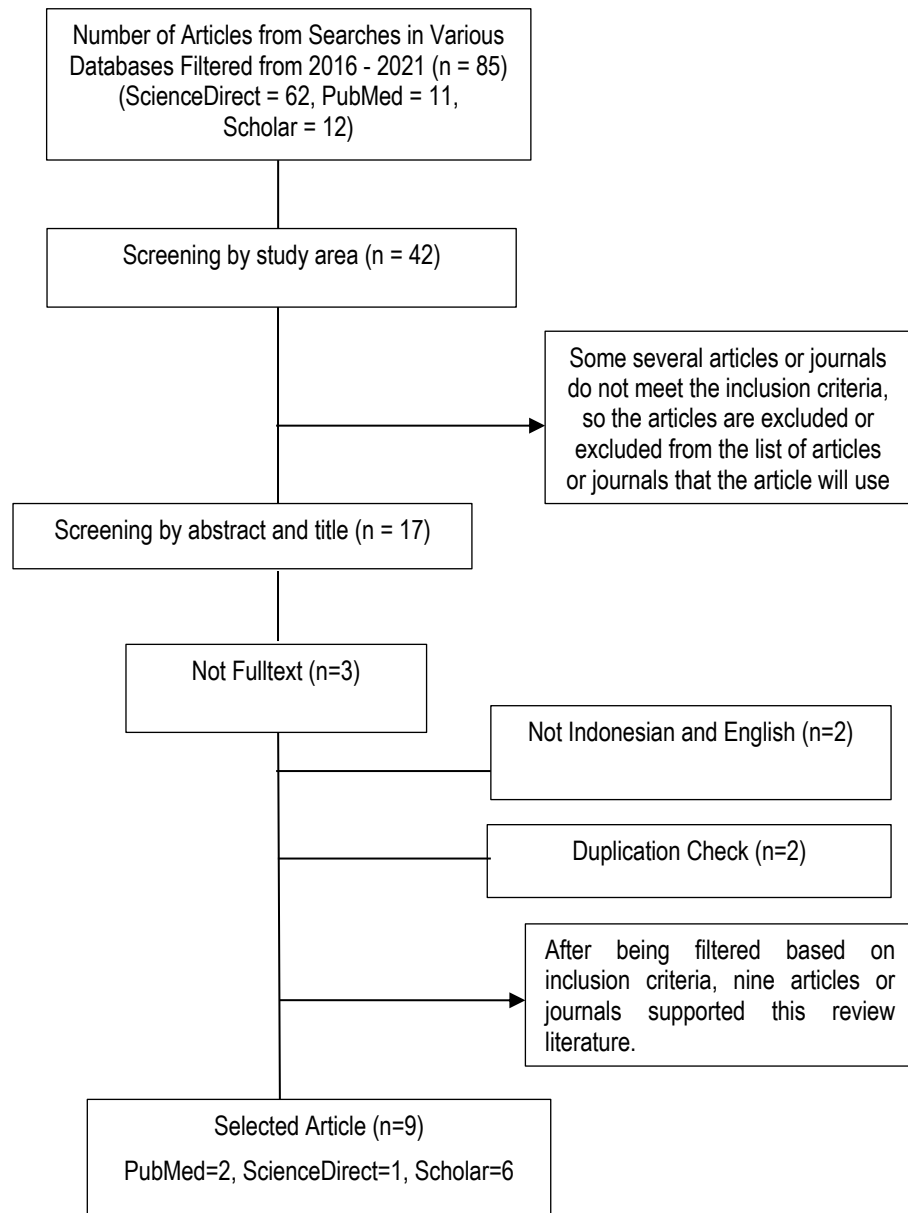 Number of Articles from Searches in Various
Databases Filtered from 2016 - 2021 (n = 85)
(ScienceDirect = 62, PubMed = 11,
Scholar = 12)
Screening by study area (n = 42)
Some several articles or journals
do not meet the inclusion criteria,
so the articles are excluded or
excluded from the list of articles
or journals that the article will use
Screening by abstract and title (n = 17)
Not Fulltext (n=3)
Not Indonesian and English (n=2)
Duplication Check (n=2)
After being filtered based on
inclusion criteria, nine articles or
journals supported this review
literature.
Selected Article (n=9)
PubMed=2, ScienceDirect=1, Scholar=6